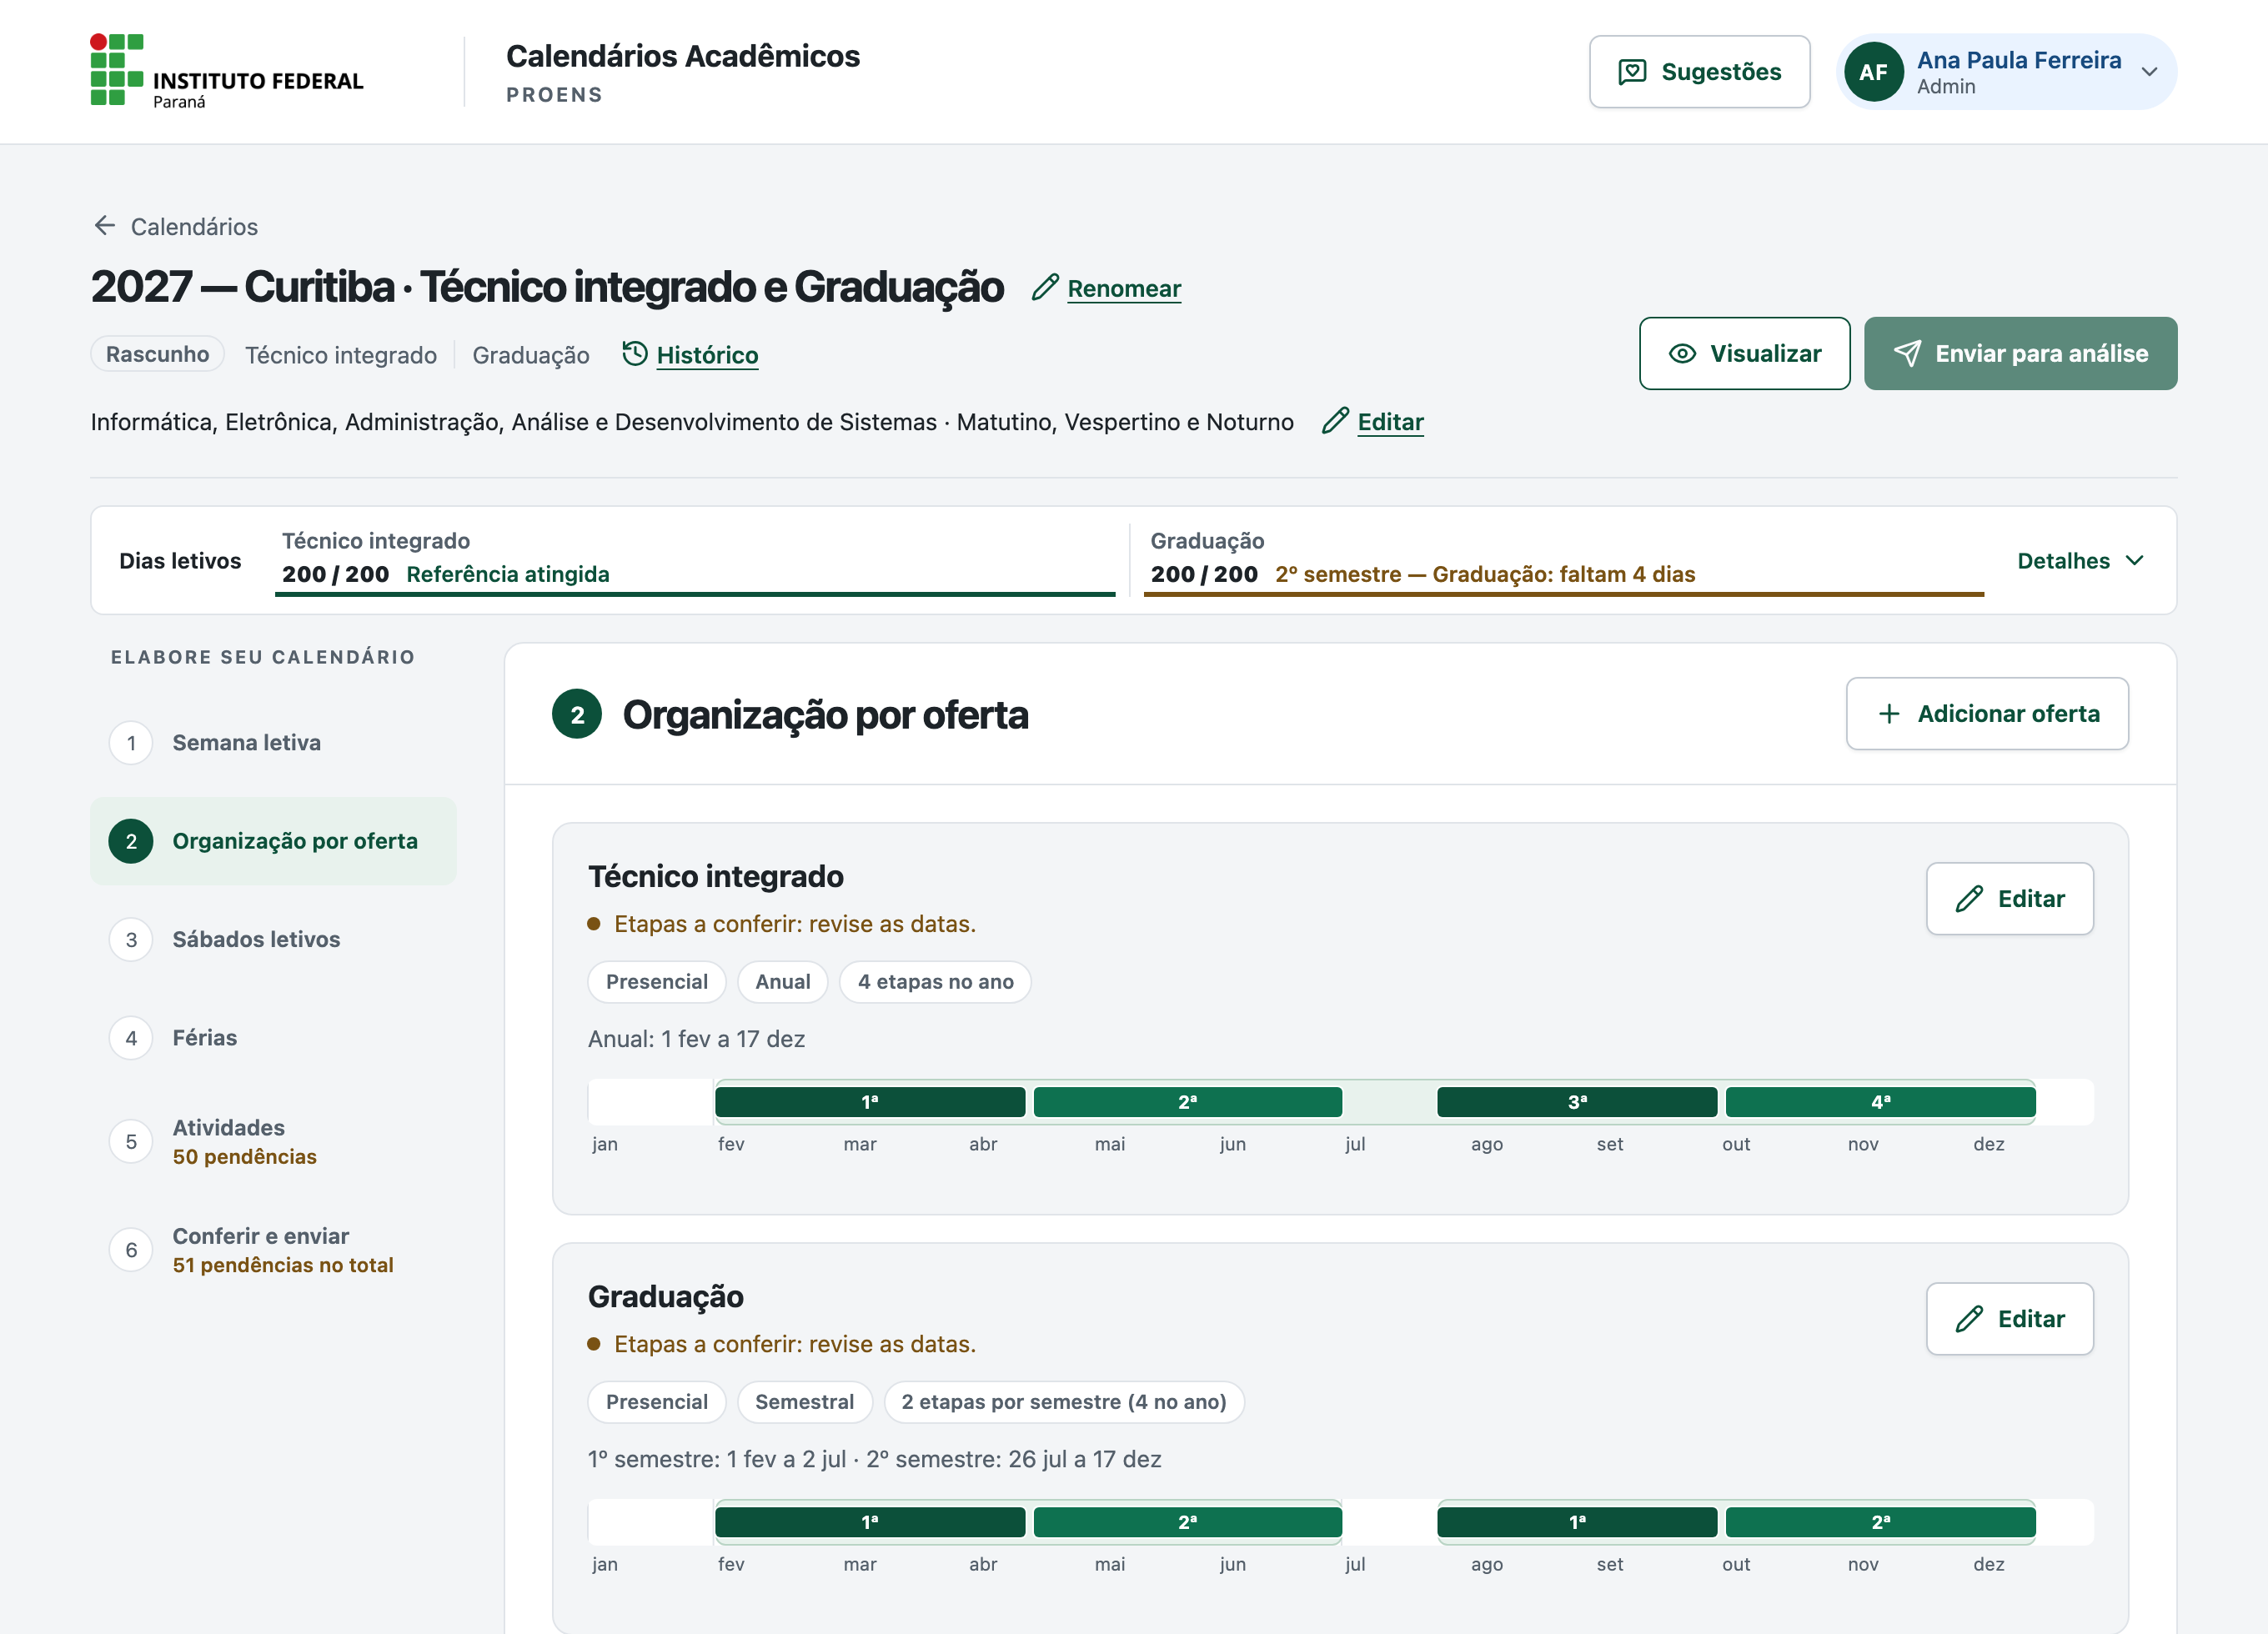 INSTITUTO FEDERAL
Paraná
Calendários Acadêmicos
PROENS
Sugestões
AF
Ana Paula Ferreira
Admin
Calendários
2027 — Curitiba · Técnico integrado e Graduação
Renomear
Rascunho
Técnico integrado
Graduação
Histórico
Visualizar
Enviar para análise
Informática, Eletrônica, Administração, Análise e Desenvolvimento de Sistemas · Matutino, Vespertino e Noturno
Editar
Dias letivos
Técnico integrado
200 / 200 Referência atingida
Graduação
200 / 200 2º semestre — Graduação: faltam 4 dias
Detalhes
ELABORE SEU CALENDÁRIO
1 Semana letiva
2 Organização por oferta
3 Sábados letivos
4 Férias
5 Atividades
50 pendências
6 Conferir e enviar
51 pendências no total
2 Organização por oferta
Adicionar oferta
Técnico integrado
Editar
Etapas a conferir: revise as datas.
Presencial
Anual
4 etapas no ano
Anual: 1 fev a 17 dez
1ª 2ª 3ª 4ª
jan fev mar abr mai jun jul ago set out nov dez
Graduação
Editar
Etapas a conferir: revise as datas.
Presencial
Semestral
2 etapas por semestre (4 no ano)
1º semestre: 1 fev a 2 jul · 2º semestre: 26 jul a 17 dez
1ª 2ª 1ª 2ª
jan fev mar abr mai jun jul ago set out nov dez